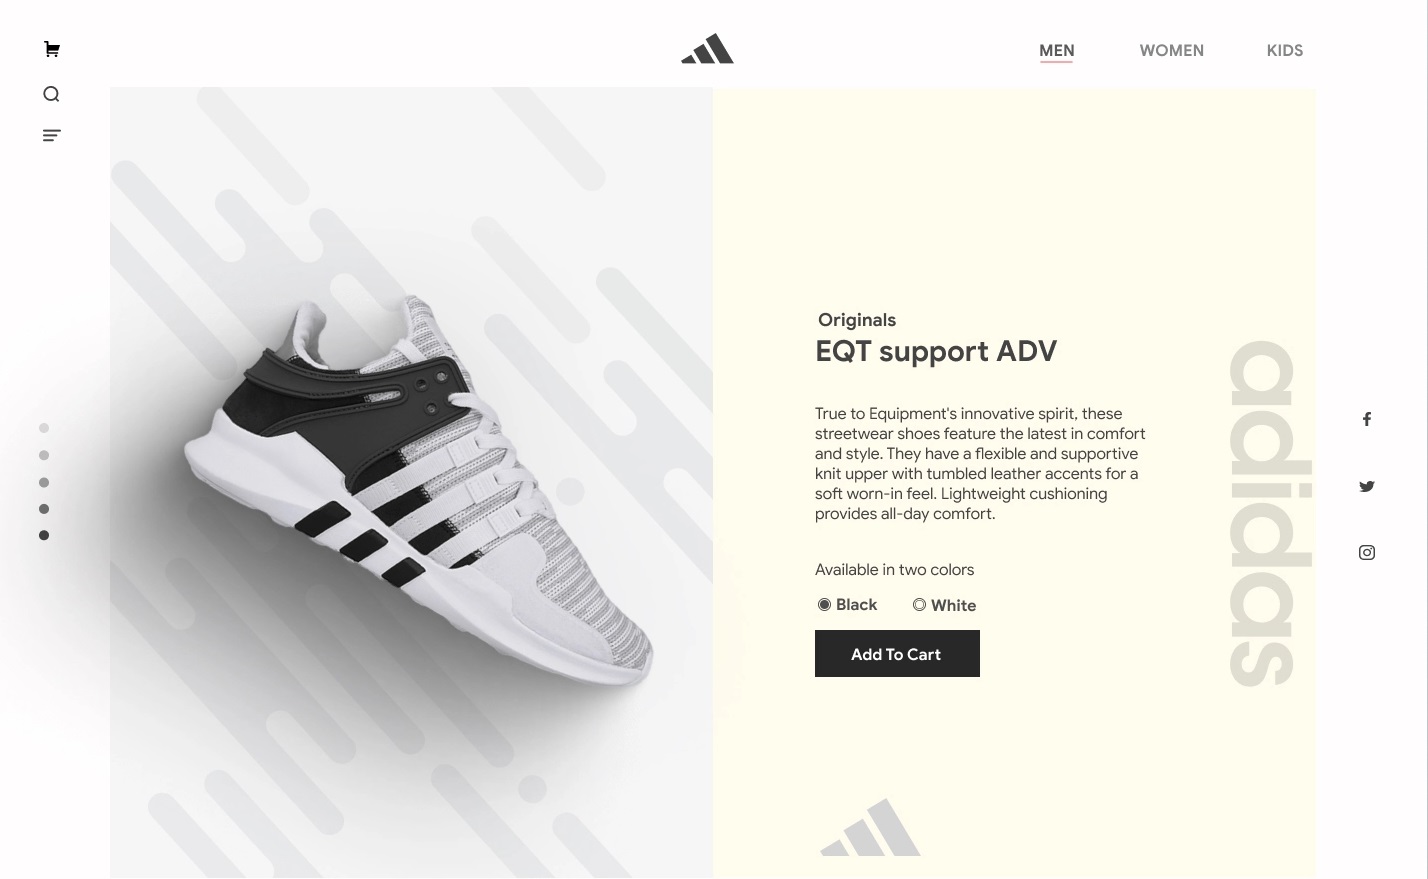 MEN
WOMEN
KIDS
Originals
EQT support ADV
True to Equipment's innovative spirit, these
streetwear shoes feature the latest in comfort
and style. They have a flexible and supportive
knit upper with tumbled leather accents for a
soft worn-in feel. Lightweight cushioning
provides all-day comfort.
Available in two colors
Black
White
Add To Cart
adidas